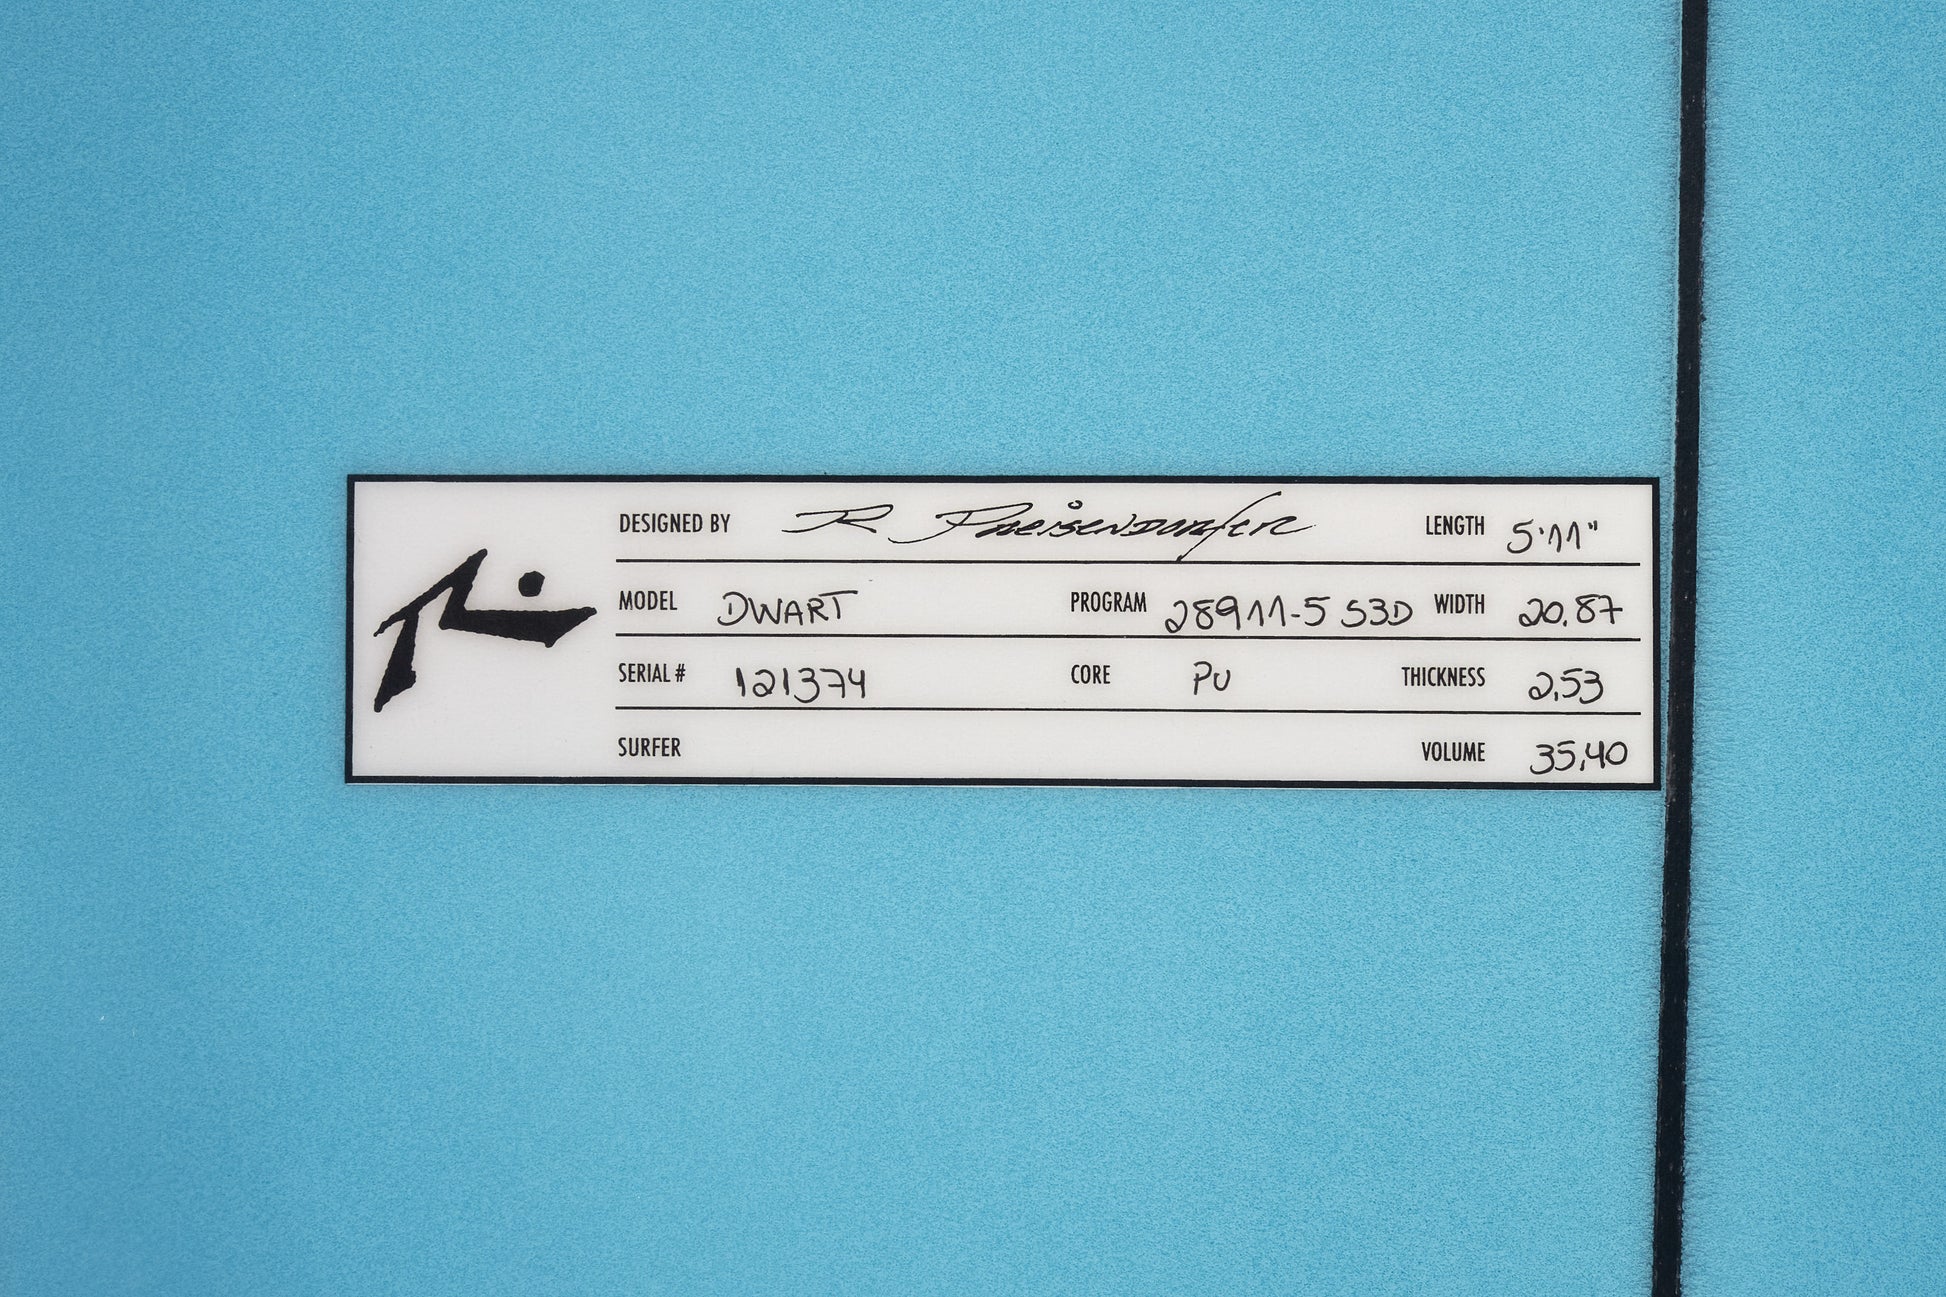 DESIGNED BY R Preisendorfer LENGTH 5'11"
MODEL DWART PROGRAM 28911-5 S3D WIDTH 20.87
SERIAL # 121374 CORE PU THICKNESS 2,53
SURFER VOLUME 35,40